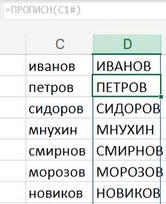 =ПРОПИСН(C1#)
C D
иванов ИВАНОВ
петров ПЕТРОВ
сидоров СИДОРОВ
мнухин МНУХИН
смирнов СМИРНОВ
морозов МОРОЗОВ
новиков НОВИКОВ